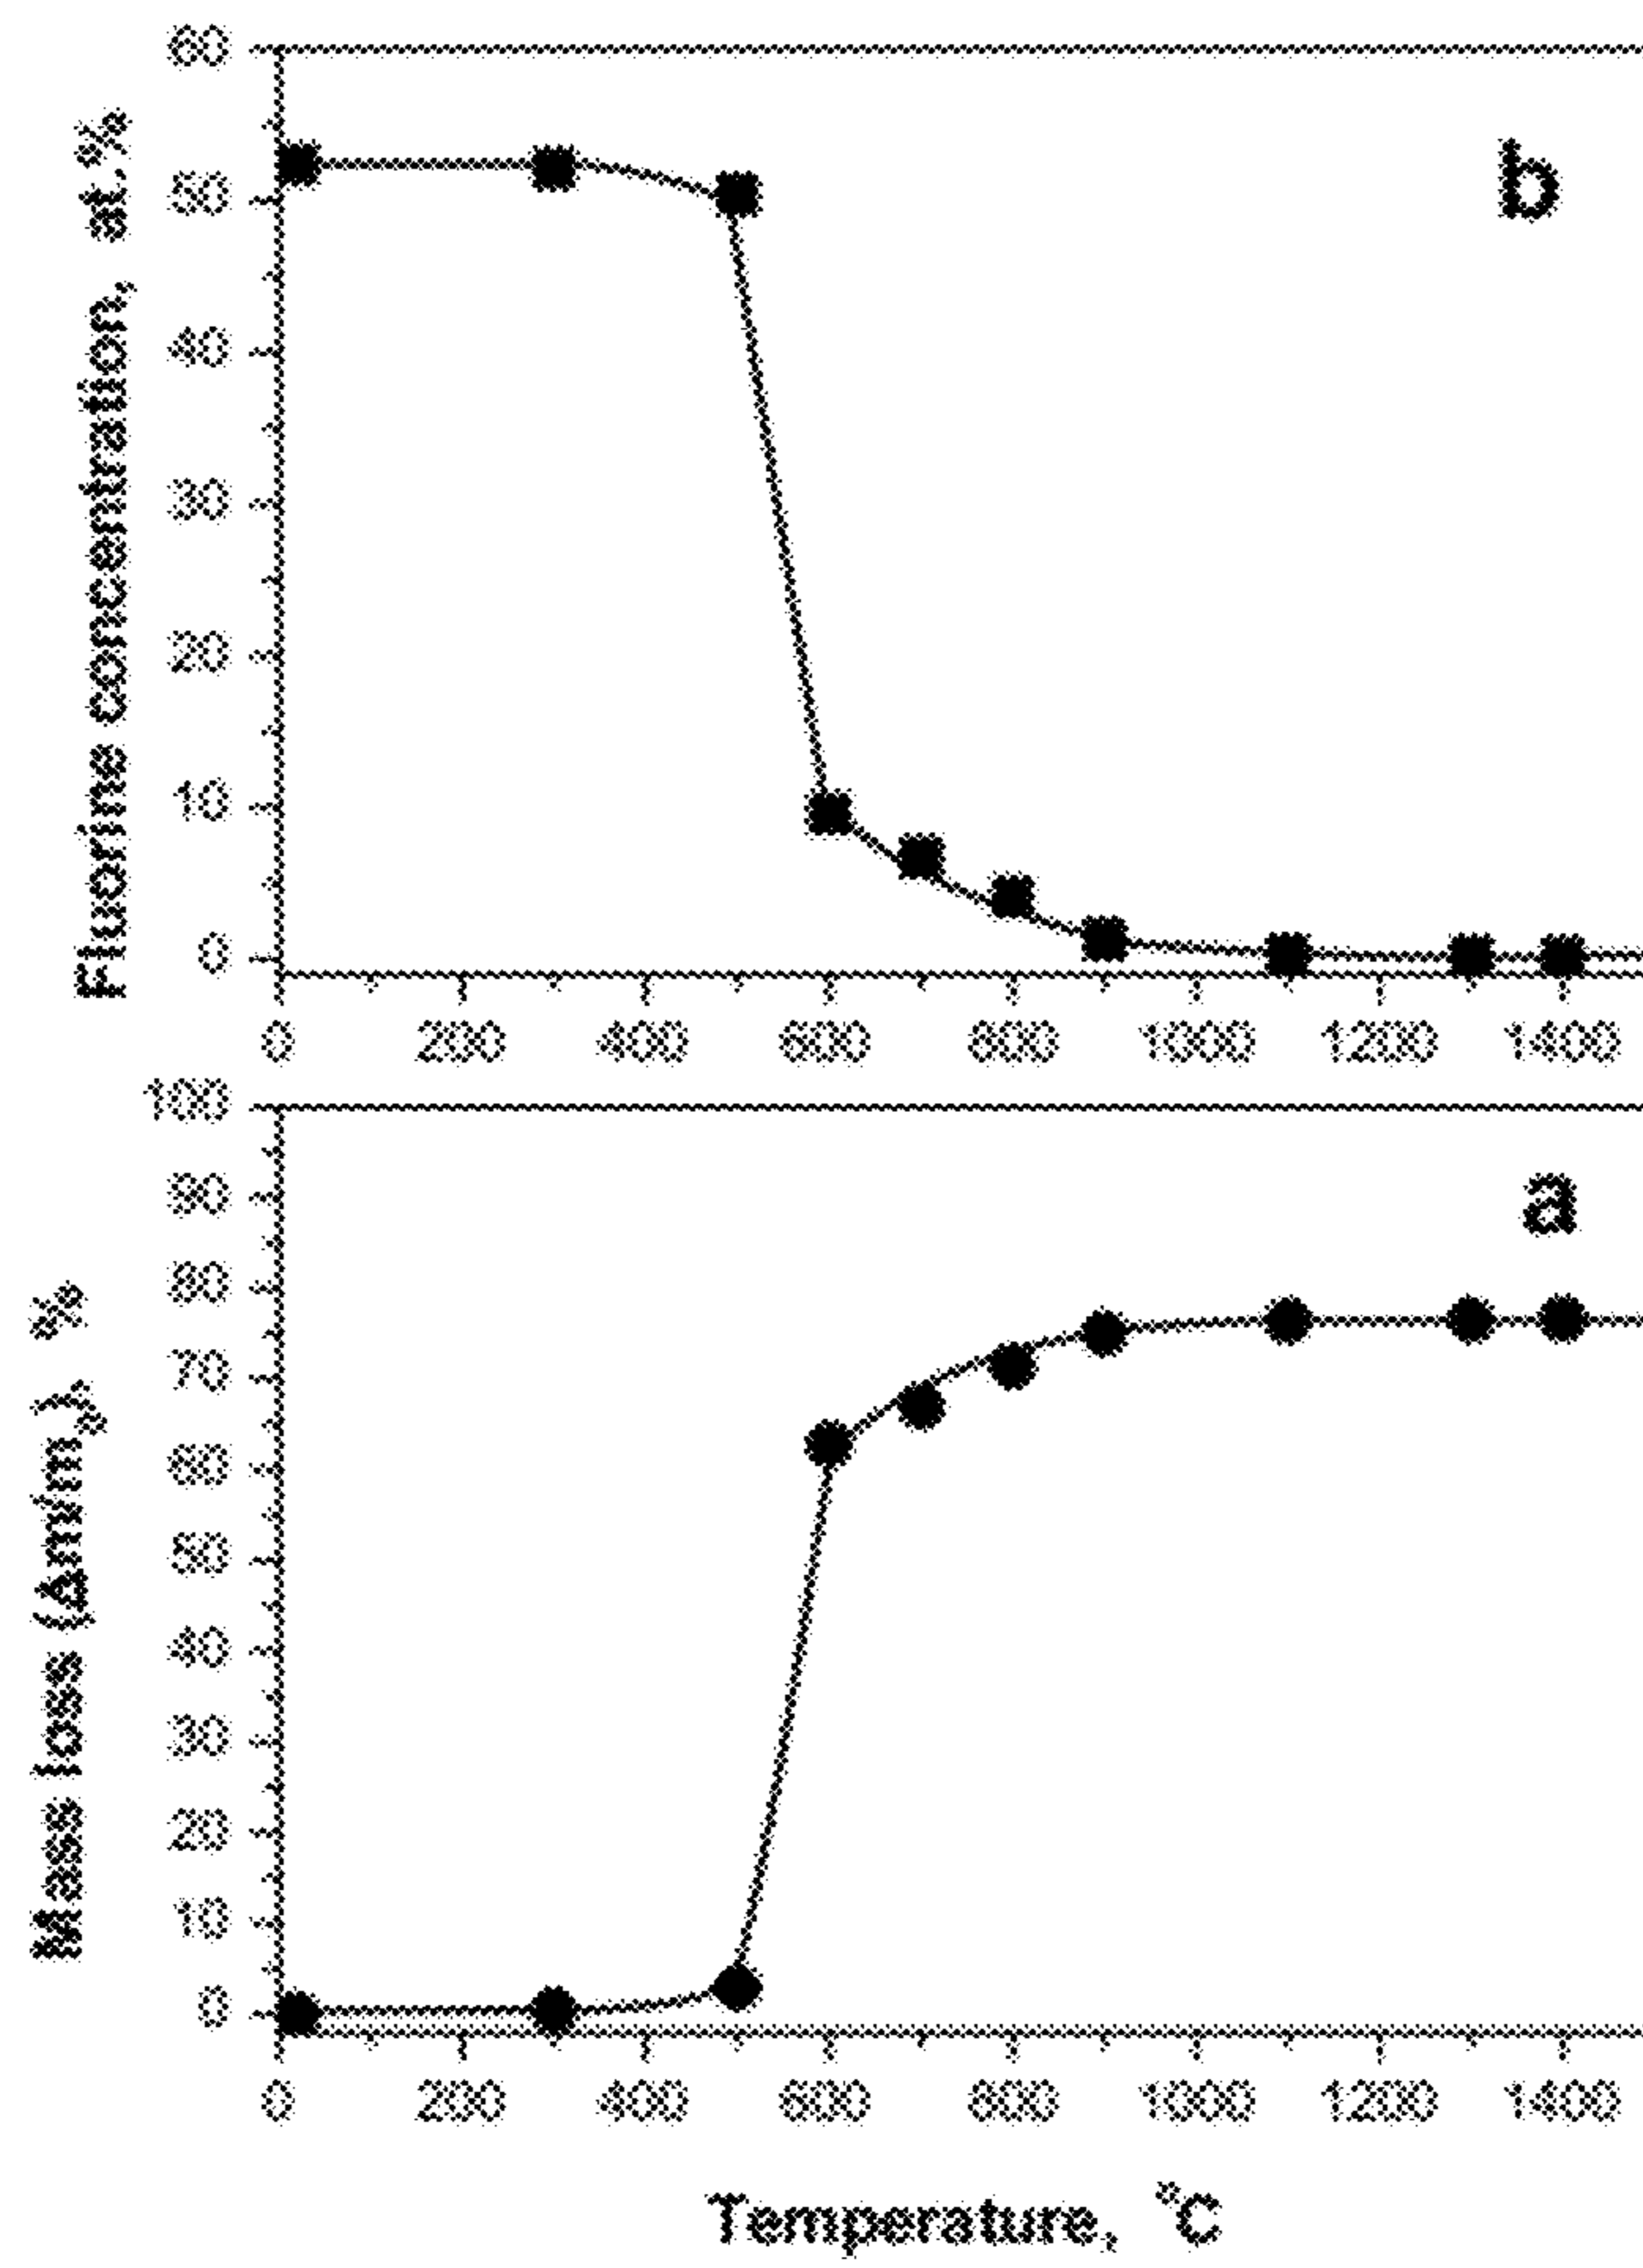 60
50
40
30
20
10
0
Fluorine concentration, at.%
b
0 200 400 600 800 1000 1200 1400
100
90
80
70
60
50
40
30
20
10
0
Mass loss (Δm/m₀), %
a
0 200 400 600 800 1000 1200 1400
Temperature, °C